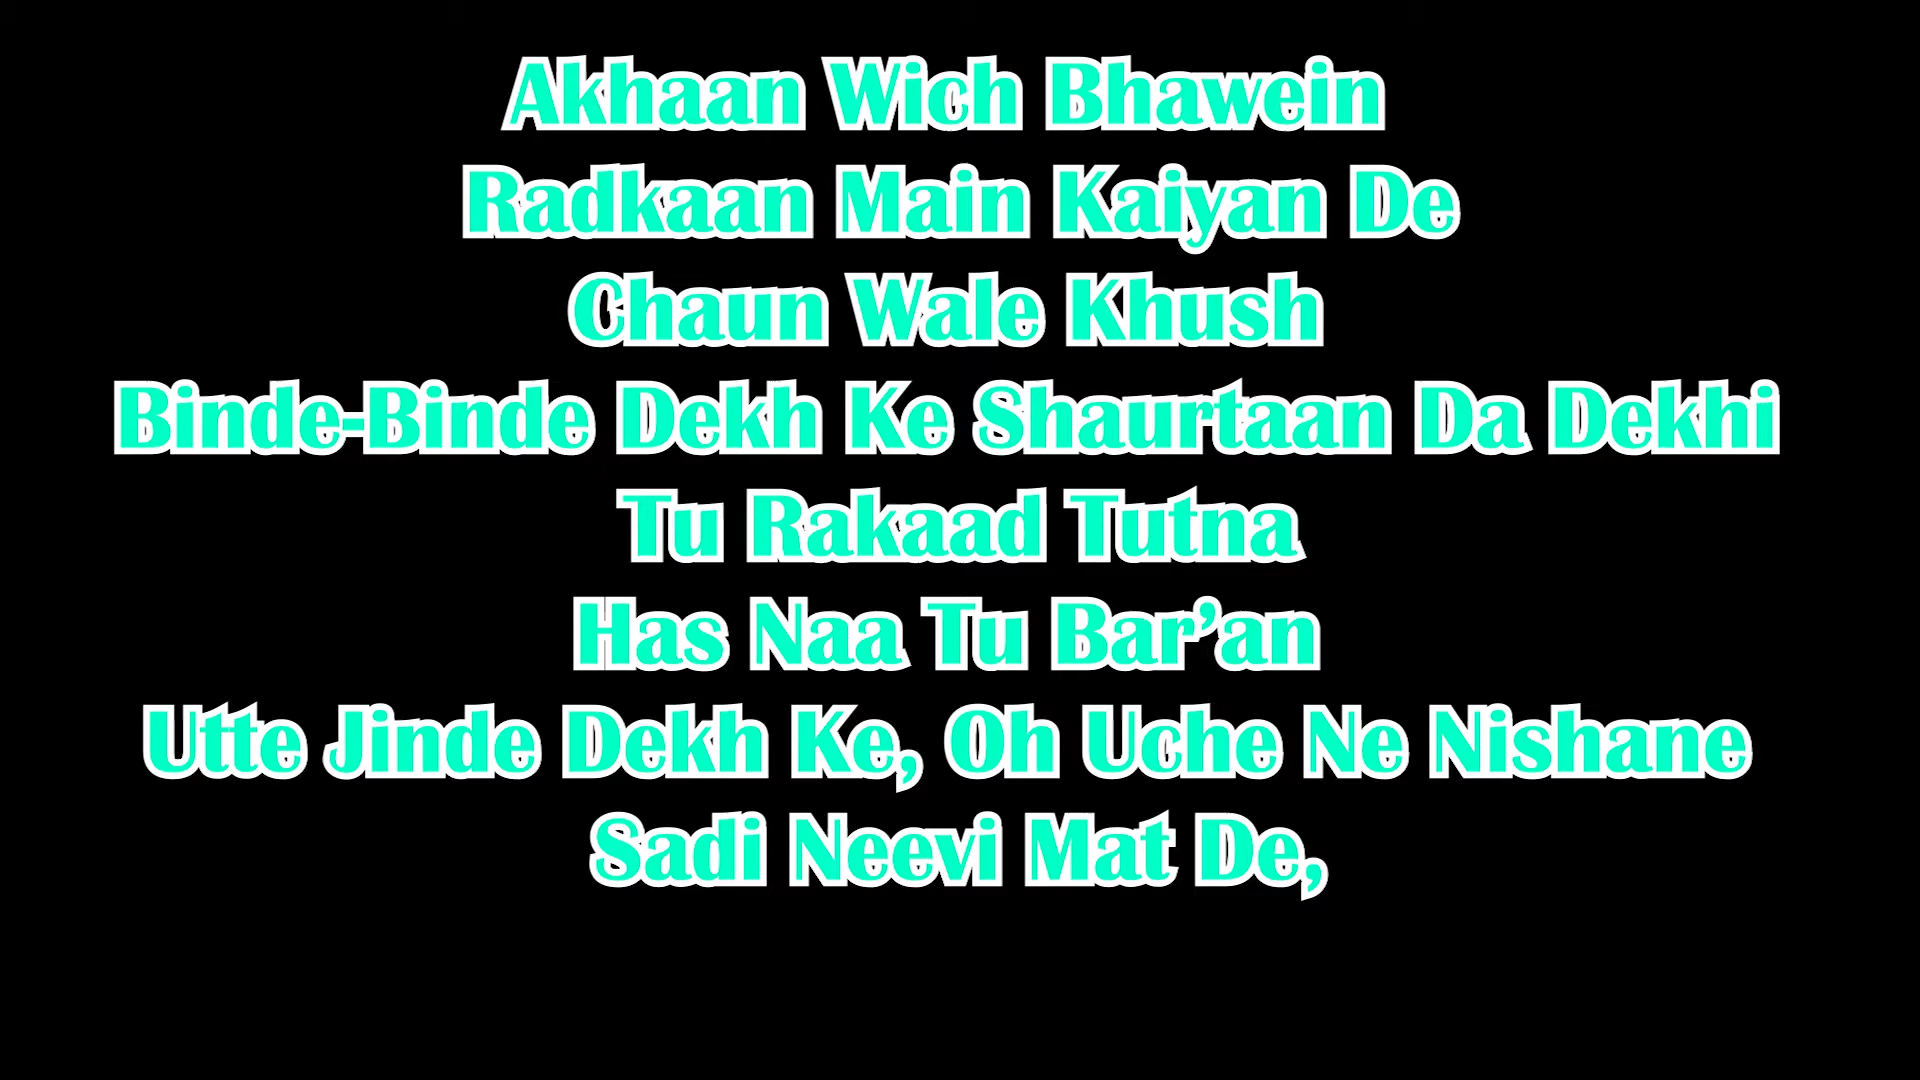 Akhaan Wich Bhawein
Radkaan Main Kaiyan De
Chaun Wale Khush
Binde-Binde Dekh Ke Shaurtaan Da Dekhi
Tu Rakaad Tutna
Has Naa Tu Bar’an
Utte Jinde Dekh Ke, Oh Uche Ne Nishane
Sadi Neevi Mat De,